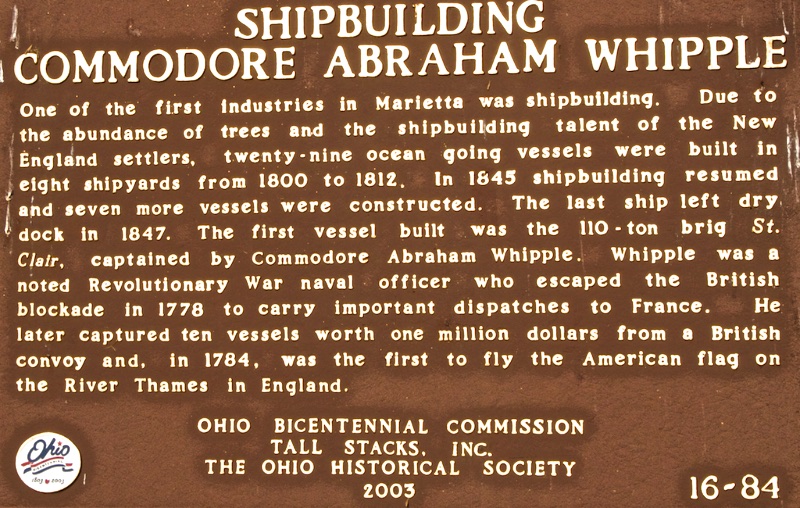 SHIPBUILDING
COMMODORE ABRAHAM WHIPPLE
One of the first industries in Marietta was shipbuilding. Due to
the abundance of trees and the shipbuilding talent of the New
England settlers, twenty-nine ocean going vessels were built in
eight shipyards from 1800 to 1812. In 1845 shipbuilding resumed
and seven more vessels were constructed. The last ship left dry
dock in 1847. The first vessel built was the 110-ton brig St.
Clair, captained by Commodore Abraham Whipple. Whipple was a
noted Revolutionary War naval officer who escaped the British
blockade in 1778 to carry important dispatches to France. He
later captured ten vessels worth one million dollars from a British
convoy and, in 1784, was the first to fly the American flag on
the River Thames in England.
OHIO BICENTENNIAL COMMISSION
TALL STACKS, INC.
THE OHIO HISTORICAL SOCIETY
2003
16-84
Ohio
BICENTENNIAL
1803 2003